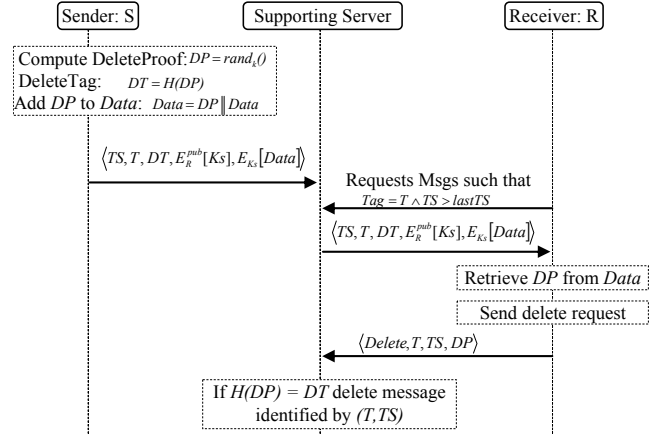 Sender: S Supporting Server Receiver: R
Compute DeleteProof: DP = rand_k()
DeleteTag: DT = H(DP)
Add DP to Data: Data = DP || Data
⟨TS, T, DT, E_R^pub[Ks], E_Ks[Data]⟩
Requests Msgs such that
Tag = T ∧ TS > lastTS
⟨TS, T, DT, E_R^pub[Ks], E_Ks[Data]⟩
Retrieve DP from Data
Send delete request
⟨Delete, T, TS, DP⟩
If H(DP) = DT delete message
identified by (T,TS)